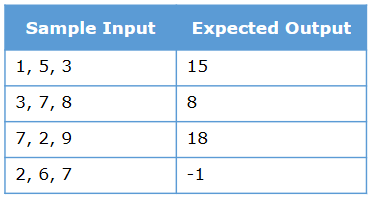 Sample Input Expected Output
1, 5, 3 15
3, 7, 8 8
7, 2, 9 18
2, 6, 7 -1